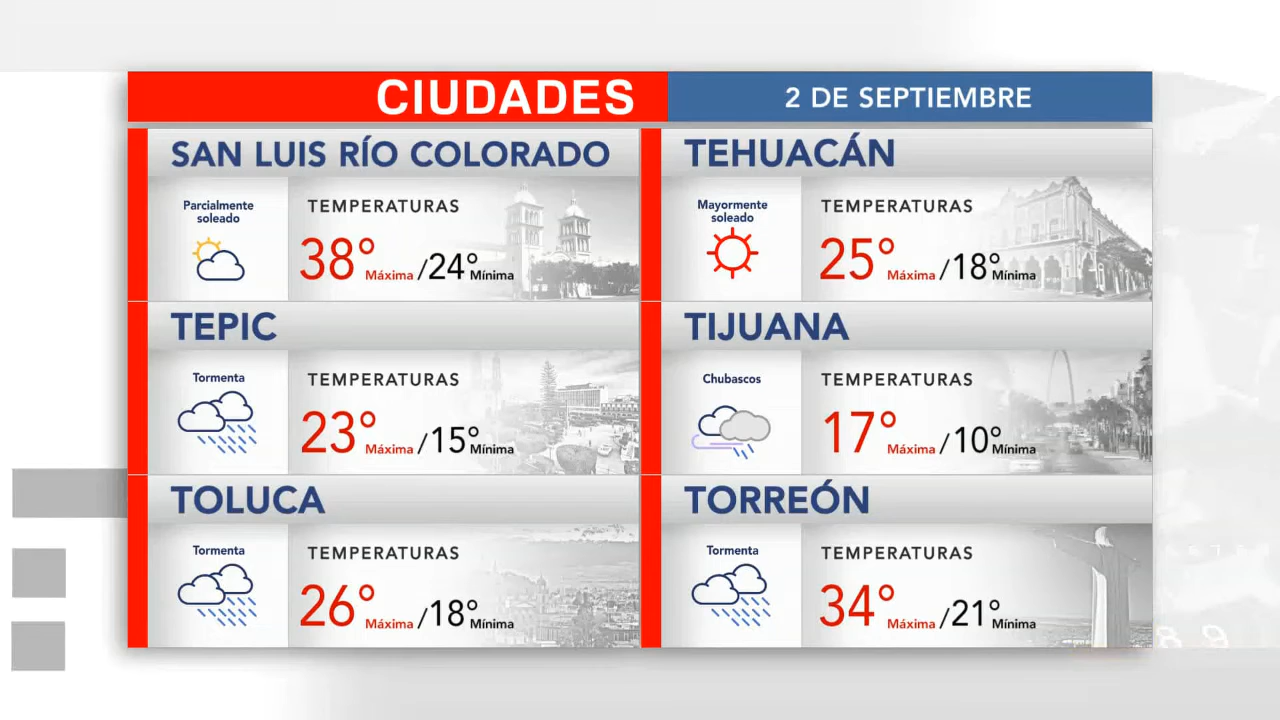 CIUDADES
2 DE SEPTIEMBRE
SAN LUIS RÍO COLORADO
Parcialmente
soleado
TEMPERATURAS
38° Máxima /24° Mínima
TEHUACÁN
Mayormente
soleado
TEMPERATURAS
25° Máxima /18° Mínima
TEPIC
Tormenta
TEMPERATURAS
23° Máxima /15° Mínima
TIJUANA
Chubascos
TEMPERATURAS
17° Máxima /10° Mínima
TOLUCA
Tormenta
TEMPERATURAS
26° Máxima /18° Mínima
TORREÓN
Tormenta
TEMPERATURAS
34° Máxima /21° Mínima